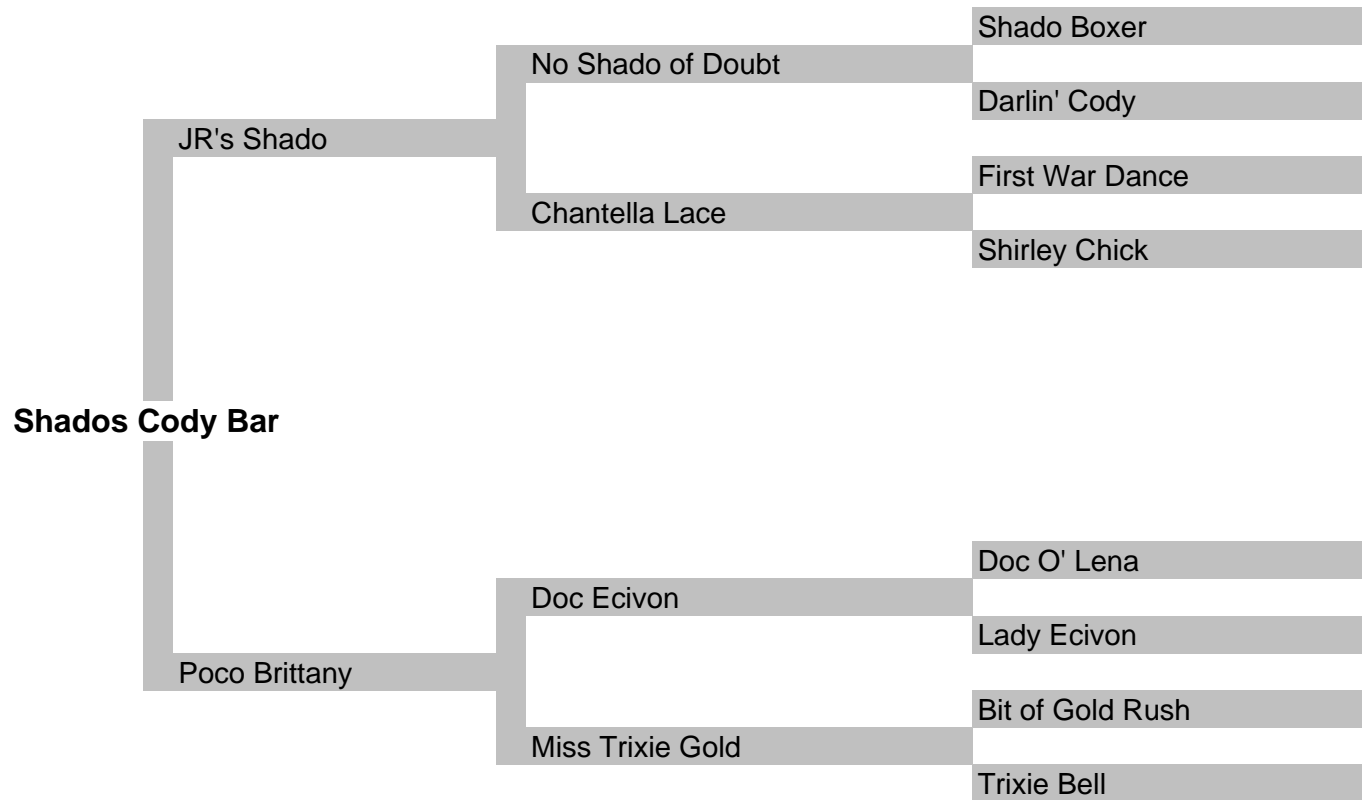 Shado Boxer
No Shado of Doubt
Darlin' Cody
JR's Shado
First War Dance
Chantella Lace
Shirley Chick
Shados Cody Bar
Doc O' Lena
Doc Ecivon
Lady Ecivon
Poco Brittany
Bit of Gold Rush
Miss Trixie Gold
Trixie Bell